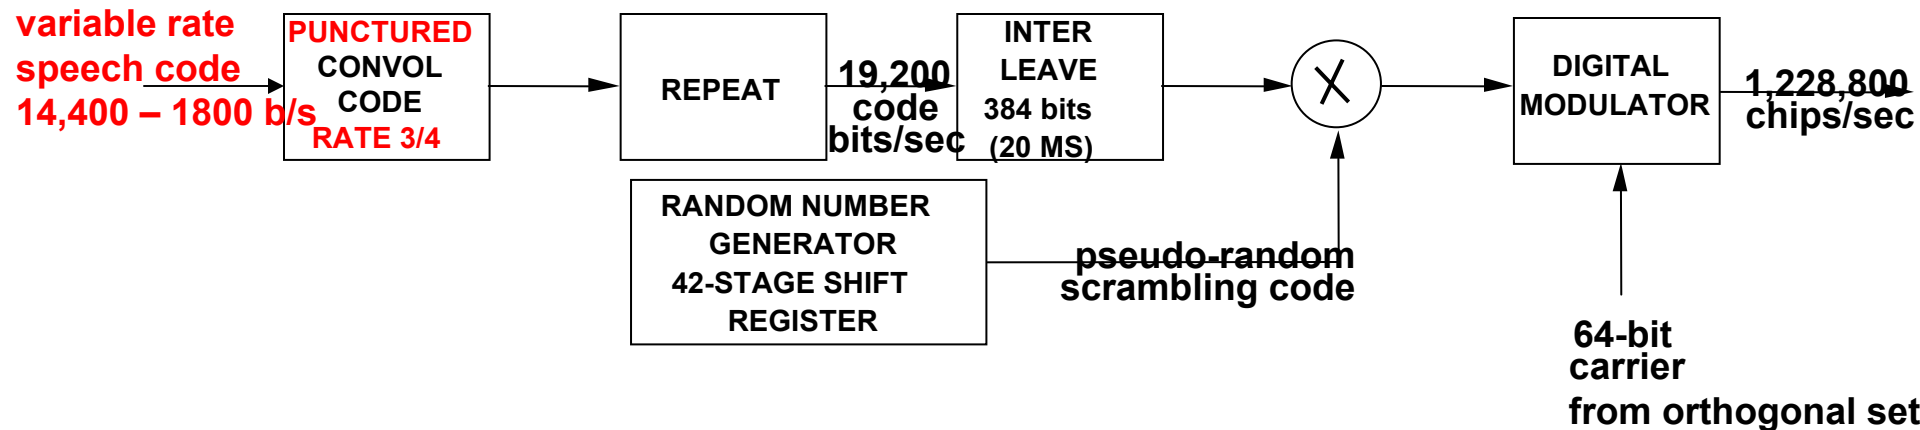 variable rate
speech code
14,400 – 1800 b/s
PUNCTURED
CONVOL
CODE
RATE 3/4
REPEAT
19,200
code
bits/sec
INTER
LEAVE
384 bits
(20 MS)
X
DIGITAL
MODULATOR
1,228,800
chips/sec
RANDOM NUMBER
GENERATOR
42-STAGE SHIFT
REGISTER
pseudo-random
scrambling code
64-bit
carrier
from orthogonal set